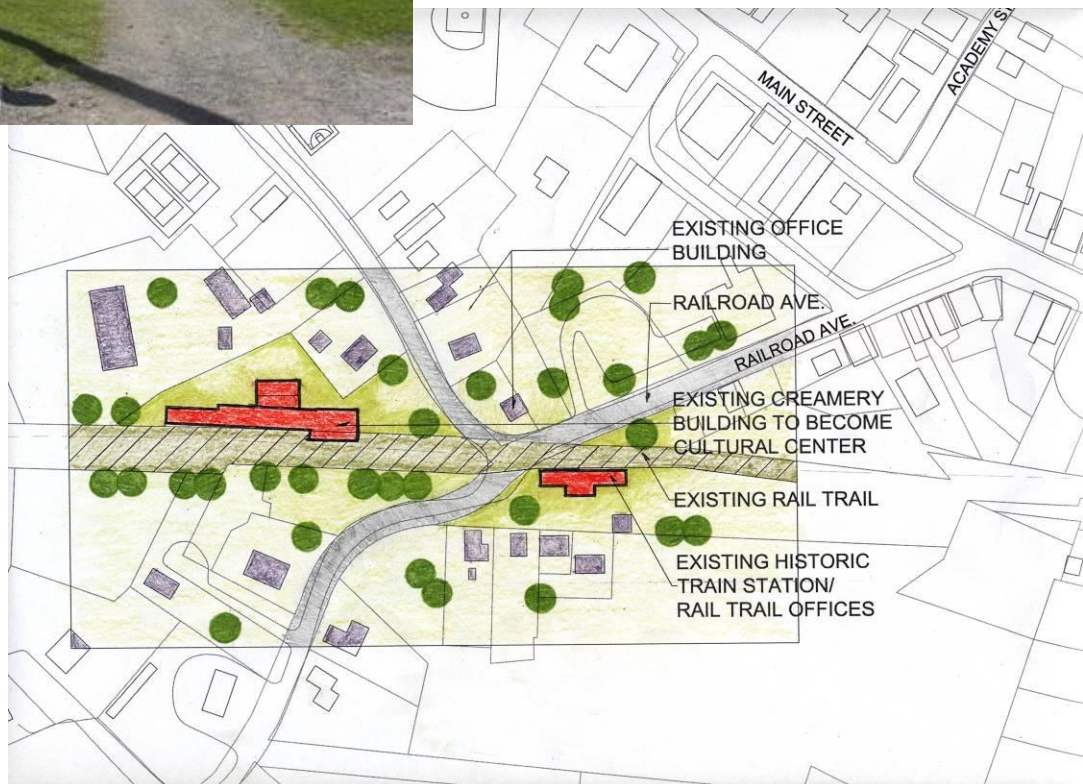 MAIN STREET
ACADEMY
EXISTING OFFICE
BUILDING
RAILROAD AVE.
RAILROAD AVE.
EXISTING CREAMERY
BUILDING TO BECOME
CULTURAL CENTER
EXISTING RAIL TRAIL
EXISTING HISTORIC
TRAIN STATION/
RAIL TRAIL OFFICES